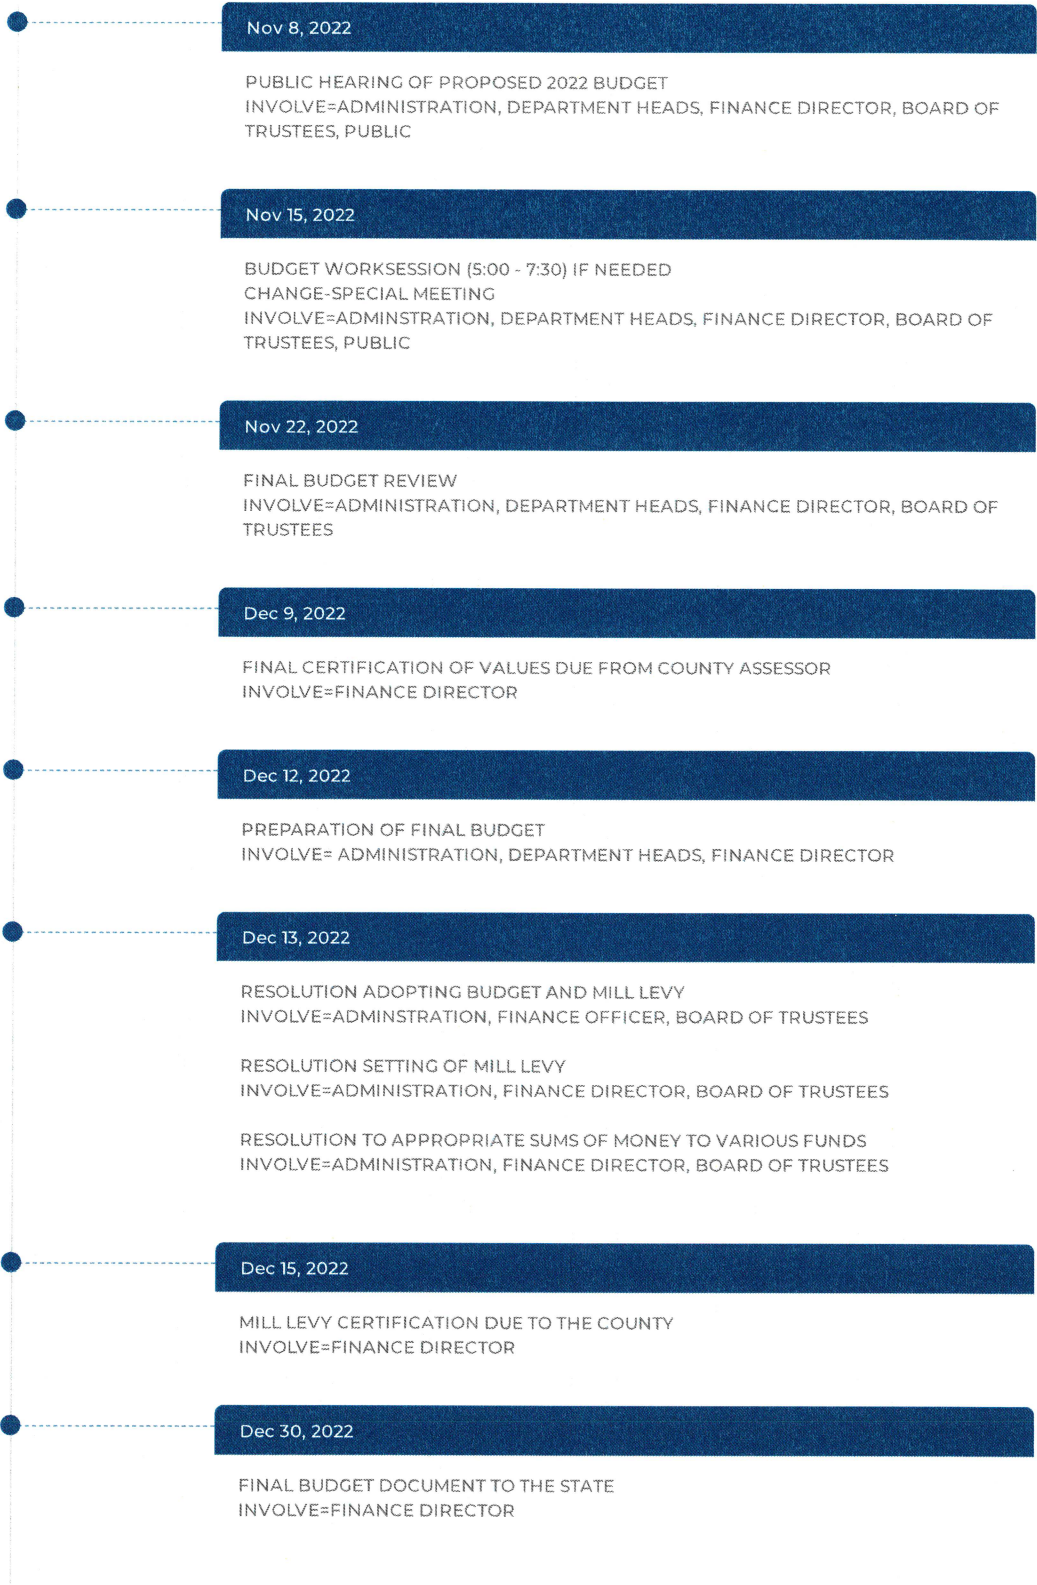 Nov 8, 2022
PUBLIC HEARING OF PROPOSED 2022 BUDGET
INVOLVE=ADMINISTRATION, DEPARTMENT HEADS, FINANCE DIRECTOR, BOARD OF
TRUSTEES, PUBLIC
Nov 15, 2022
BUDGET WORKSESSION (5:00 - 7:30) IF NEEDED
CHANGE-SPECIAL MEETING
INVOLVE=ADMINSTRATION, DEPARTMENT HEADS, FINANCE DIRECTOR, BOARD OF
TRUSTEES, PUBLIC
Nov 22, 2022
FINAL BUDGET REVIEW
INVOLVE=ADMINISTRATION, DEPARTMENT HEADS, FINANCE DIRECTOR, BOARD OF
TRUSTEES
Dec 9, 2022
FINAL CERTIFICATION OF VALUES DUE FROM COUNTY ASSESSOR
INVOLVE=FINANCE DIRECTOR
Dec 12, 2022
PREPARATION OF FINAL BUDGET
INVOLVE= ADMINISTRATION, DEPARTMENT HEADS, FINANCE DIRECTOR
Dec 13, 2022
RESOLUTION ADOPTING BUDGET AND MILL LEVY
INVOLVE=ADMINSTRATION, FINANCE OFFICER, BOARD OF TRUSTEES
RESOLUTION SETTING OF MILL LEVY
INVOLVE=ADMINISTRATION, FINANCE DIRECTOR, BOARD OF TRUSTEES
RESOLUTION TO APPROPRIATE SUMS OF MONEY TO VARIOUS FUNDS
INVOLVE=ADMINISTRATION, FINANCE DIRECTOR, BOARD OF TRUSTEES
Dec 15, 2022
MILL LEVY CERTIFICATION DUE TO THE COUNTY
INVOLVE=FINANCE DIRECTOR
Dec 30, 2022
FINAL BUDGET DOCUMENT TO THE STATE
INVOLVE=FINANCE DIRECTOR